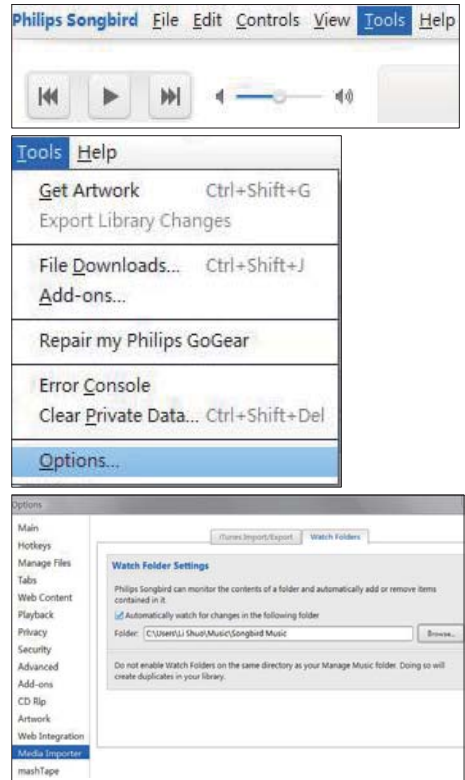 Philips Songbird File Edit Controls View Tools Help
Tools Help
Get Artwork Ctrl+Shift+G
Export Library Changes
File Downloads... Ctrl+Shift+J
Add-ons...
Repair my Philips GoGear
Error Console
Clear Private Data... Ctrl+Shift+Del
Options...
Options
Main
Hotkeys
Manage Files
Tabs
Web Content
Playback
Privacy
Security
Advanced
Add-ons
CD Rip
Artwork
Web Integration
Media Importer
mashTape
iTunes Import/Export Watch Folders
Watch Folder Settings
Philips Songbird can monitor the contents of a folder and automatically add or remove items
contained in it.
Automatically watch for changes in the following folder
Folder: C:\Users\Li Shuo\Music\Songbird Music Browse...
Do not enable Watch Folders on the same directory as your Manage Music folder. Doing so will
create duplicates in your library.